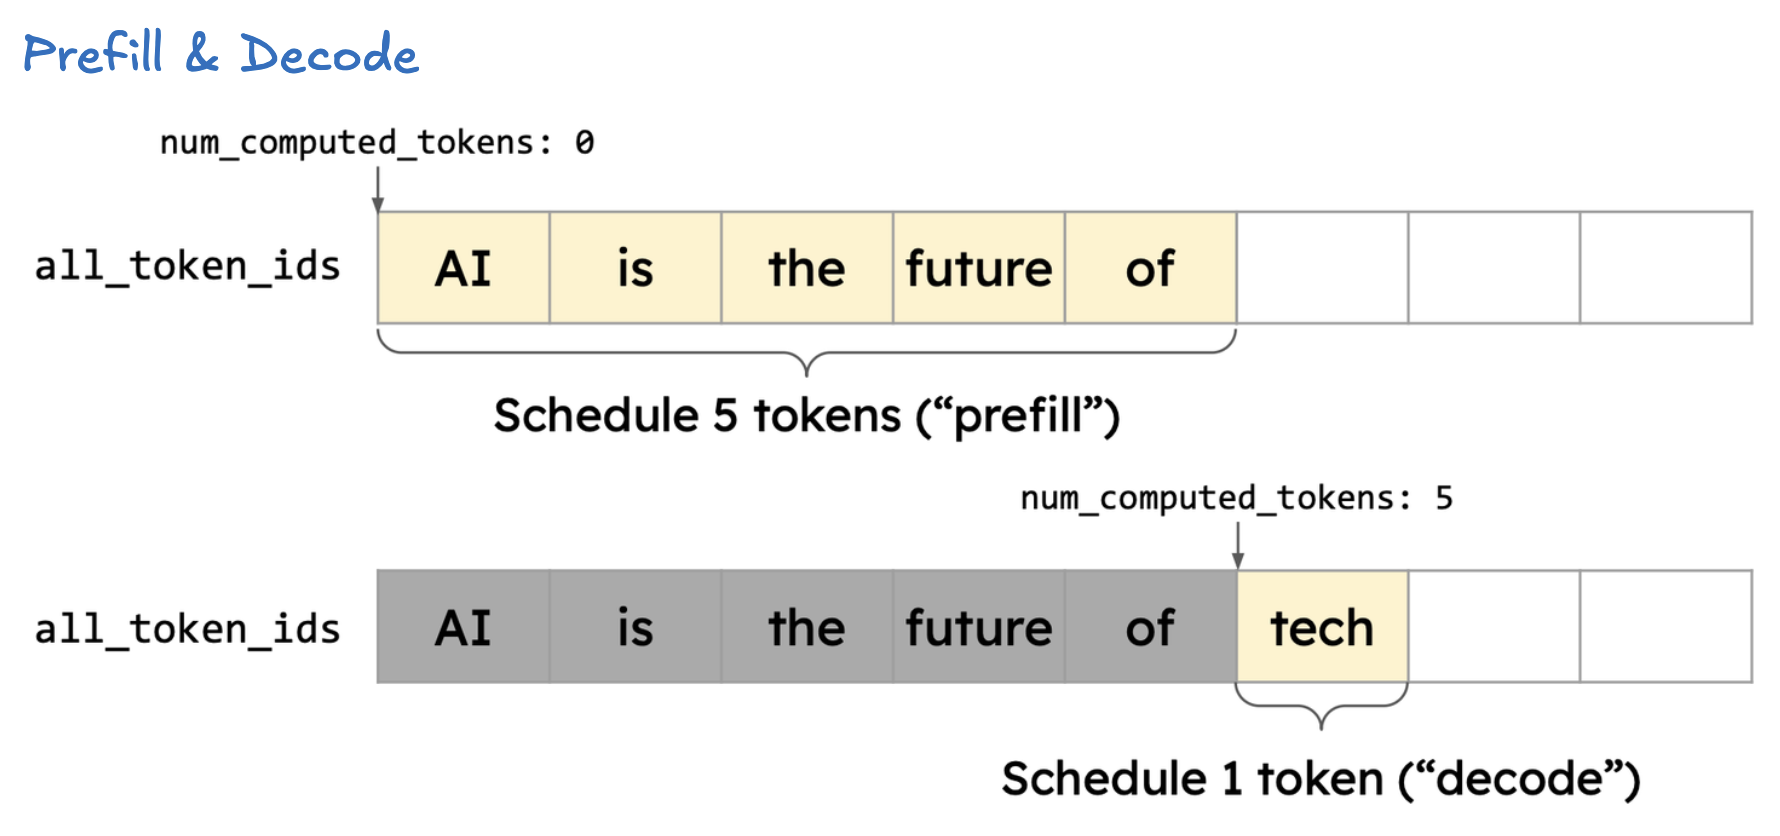 Prefill & Decode
num_computed_tokens: 0
all_token_ids AI is the future of
Schedule 5 tokens (“prefill”)
num_computed_tokens: 5
all_token_ids AI is the future of tech
Schedule 1 token (“decode”)